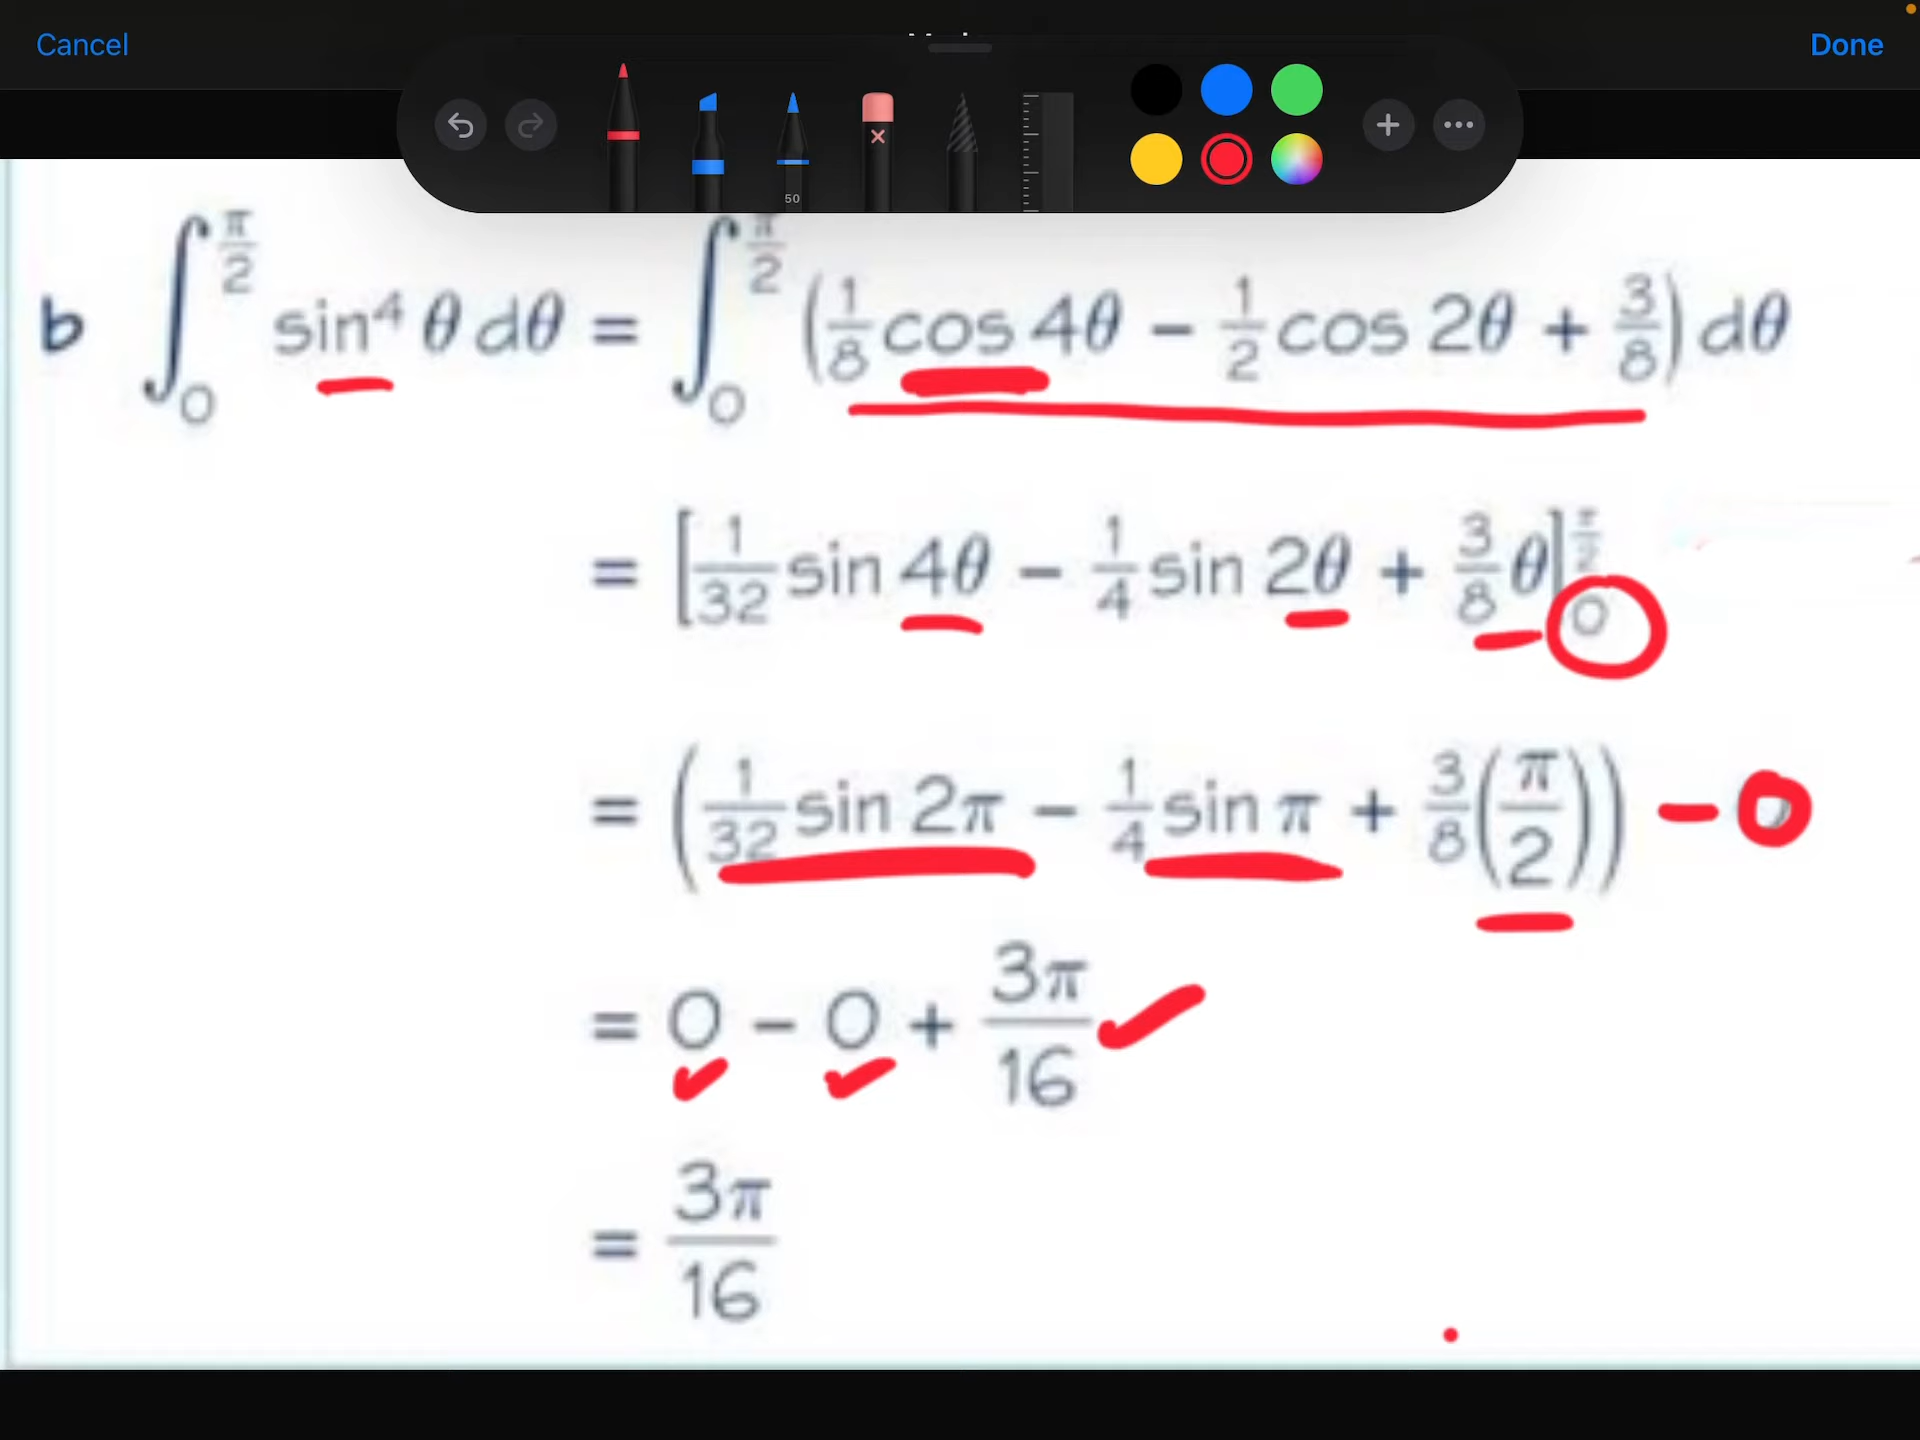 Cancel
Done
50
b ∫₀^{π/2} sin⁴ θ dθ = ∫₀^{π/2} (1/8 cos 4θ − 1/2 cos 2θ + 3/8) dθ
= [1/32 sin 4θ − 1/4 sin 2θ + 3/8 θ]₀^{π/2}
= (1/32 sin 2π − 1/4 sin π + 3/8(π/2)) − 0
= 0 − 0 + 3π/16
= 3π/16